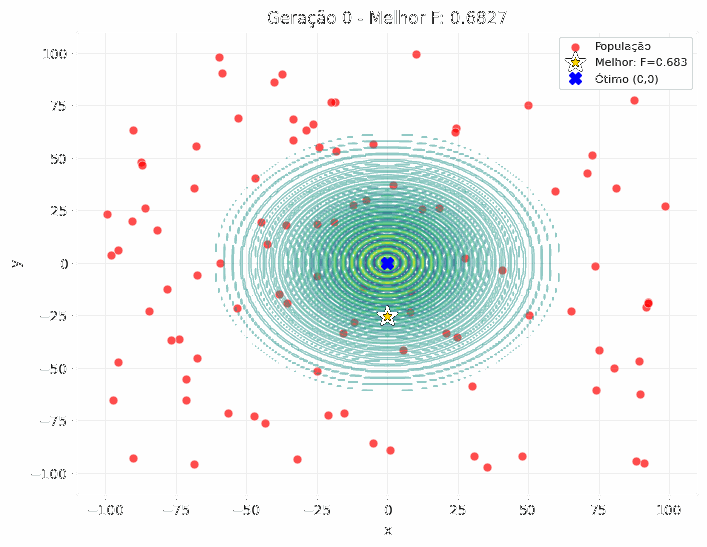 Geração 0 - Melhor F: 0.6827
População
Melhor: F=0.683
Ótimo (0,0)
100
75
50
25
0
−25
−50
−75
−100
y
−100 −75 −50 −25 0 25 50 75 100
x